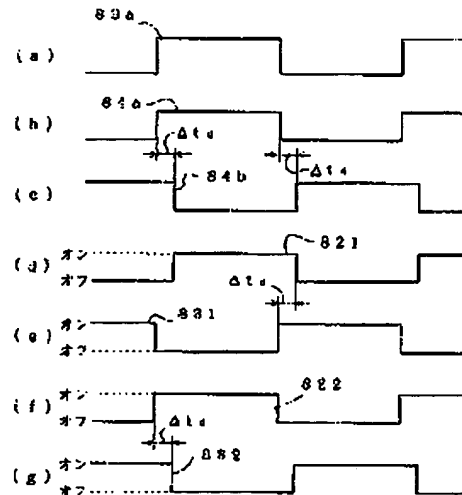 (a) 83a
(b) 84a
Δtd
(c) 84b Δtd
(d) オン オフ 821
Δtd
(e) オン オフ 831
(f) オン オフ 822
Δtd
(g) オン オフ 832